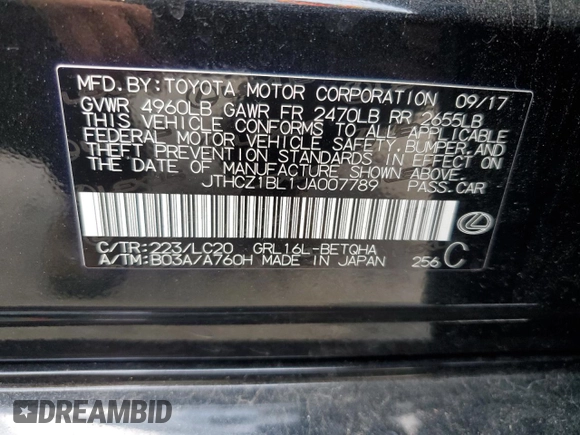 MFD.BY:TOYOTA MOTOR CORPORATION 09/17
GVWR 4960LB GAWR FR 2470LB RR 2655LB
THIS VEHICLE CONFORMS TO ALL APPLICABLE
FEDERAL MOTOR VEHICLE SAFETY,BUMPER,AND
THEFT PREVENTION STANDARDS IN EFFECT ON
THE DATE OF MANUFACTURE SHOWN ABOVE.
JTHCZ1BL1JA007789 PASS.CAR
C/TR:223/LC20 GRL16L-BETQHA
A/TM:B03A/A760H MADE IN JAPAN 256 C
DREAMBID